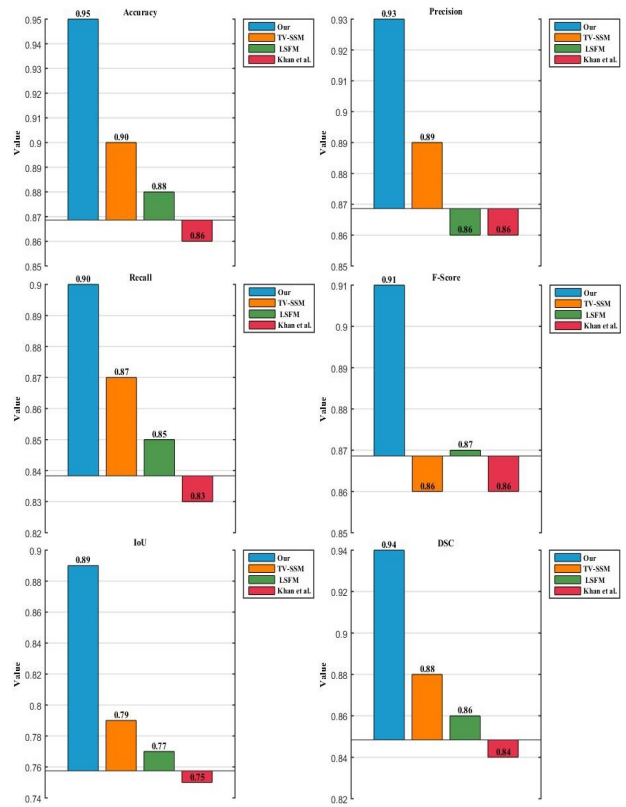 Accuracy
0.95
0.95
Our
TV-SSM
LSFM
Khan et al.
0.94
0.93
0.92
0.91
Value
0.9
0.90
0.89
0.88
0.88
0.87
0.86
0.86
0.85
Precision
0.93
0.93
Our
TV-SSM
LSFM
Khan et al.
0.92
0.91
0.9
Value
0.89
0.89
0.88
0.87
0.86
0.86
0.86
0.85
Recall
0.90
0.9
Our
TV-SSM
LSFM
Khan et al.
0.89
0.88
Value
0.87
0.87
0.86
0.85
0.85
0.84
0.83
0.83
0.82
F-Score
0.91
0.91
Our
TV-SSM
LSFM
Khan et al.
0.9
0.89
Value
0.88
0.87
0.87
0.86
0.86
0.86
0.85
IoU
0.9
0.89
Our
TV-SSM
LSFM
Khan et al.
0.88
0.86
0.84
Value
0.82
0.8
0.79
0.78
0.77
0.76
0.75
0.74
DSC
0.94
0.94
Our
TV-SSM
LSFM
Khan et al.
0.92
0.9
Value
0.88
0.88
0.86
0.86
0.84
0.84
0.82